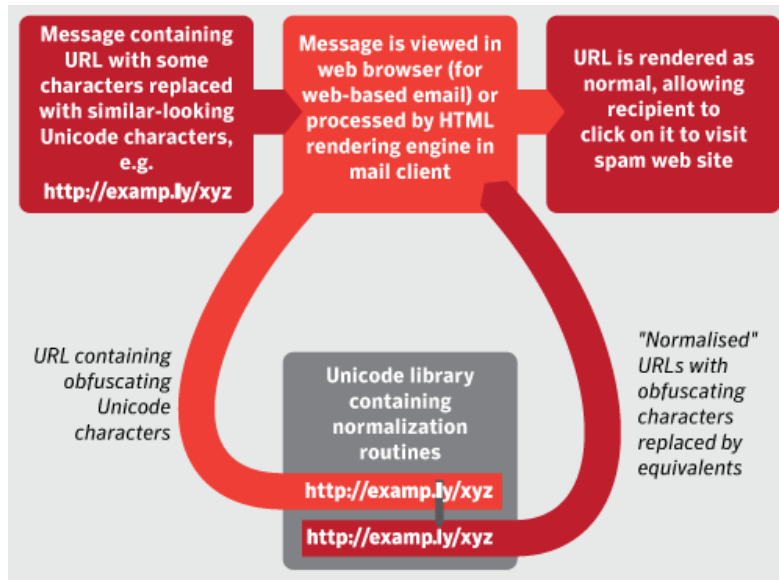 Message containing
URL with some
characters replaced
with similar-looking
Unicode characters,
e.g.
http://examp.ly/xyz
Message is viewed in
web browser (for
web-based email) or
processed by HTML
rendering engine in
mail client
URL is rendered as
normal, allowing
recipient to
click on it to visit
spam web site
URL containing
obfuscating
Unicode
characters
Unicode library
containing
normalization
routines
http://examp.ly/xyz
http://examp.ly/xyz
"Normalised"
URLs with
obfuscating
characters
replaced by
equivalents